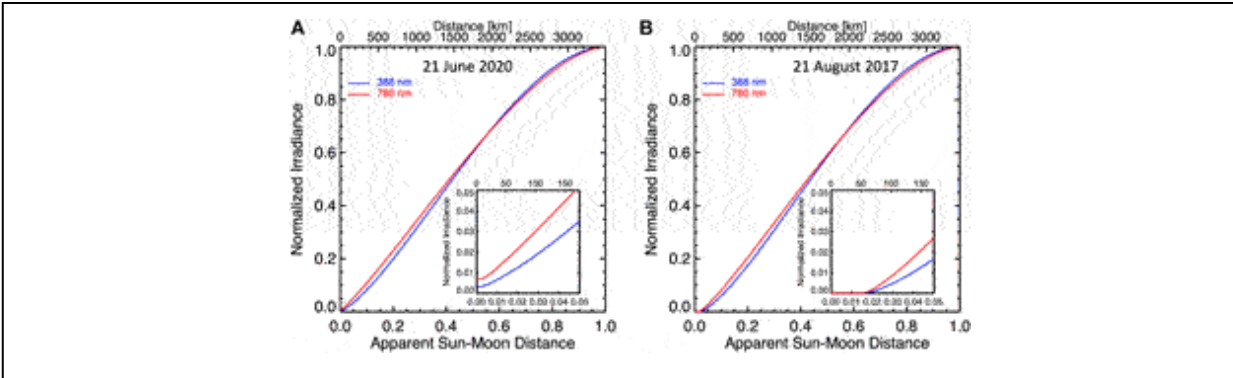 A
Distance [km]
0 500 1000 1500 2000 2500 3000
21 June 2020
388 nm
780 nm
Normalized Irradiance
1.0
0.8
0.6
0.4
0.2
0.0
0.0 0.2 0.4 0.6 0.8 1.0
Apparent Sun-Moon Distance
0 50 100 150
Normalized Irradiance
0.05
0.04
0.03
0.02
0.01
0.00
0.00 0.01 0.02 0.03 0.04 0.05
B
Distance [km]
0 500 1000 1500 2000 2500 3000
21 August 2017
388 nm
780 nm
Normalized Irradiance
1.0
0.8
0.6
0.4
0.2
0.0
0.0 0.2 0.4 0.6 0.8 1.0
Apparent Sun-Moon Distance
0 50 100 150
Normalized Irradiance
0.05
0.04
0.03
0.02
0.01
0.00
0.00 0.01 0.02 0.03 0.04 0.05